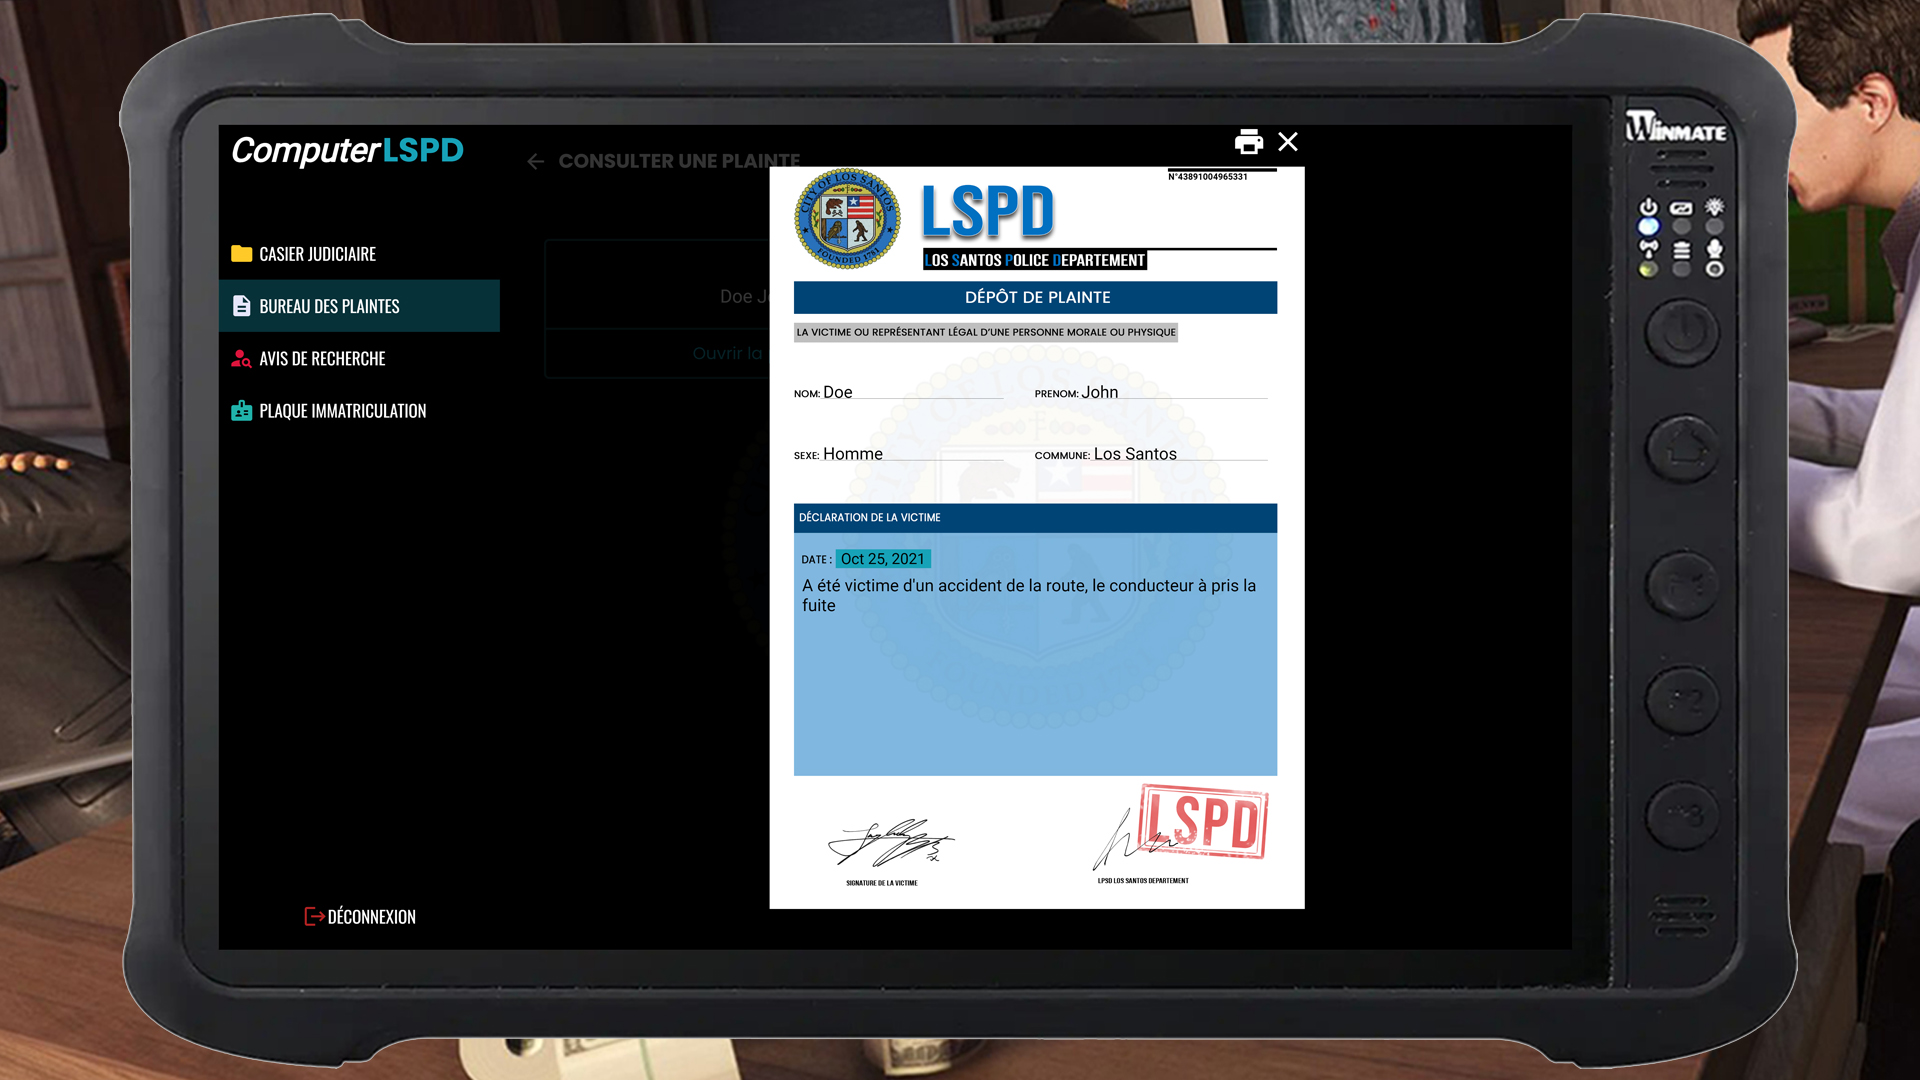 ComputerLSPD
CASIER JUDICIAIRE
BUREAU DES PLAINTES
AVIS DE RECHERCHE
PLAQUE IMMATRICULATION
DÉCONNEXION
CONSULTER UNE PLAINTE
Doe J
Ouvrir la
N°43891004965331
CITY OF LOS SANTOS
FOUNDED 1781
LSPD
LOS SANTOS POLICE DEPARTEMENT
DÉPÔT DE PLAINTE
LA VICTIME OU REPRÉSENTANT LÉGAL D'UNE PERSONNE MORALE OU PHYSIQUE
NOM: Doe
PRENOM: John
SEXE: Homme
COMMUNE: Los Santos
DÉCLARATION DE LA VICTIME
DATE : Oct 25, 2021
A été victime d'un accident de la route, le conducteur à pris la
fuite
SIGNATURE DE LA VICTIME
LSPD
LPSD LOS SANTOS DEPARTEMENT
WINMATE